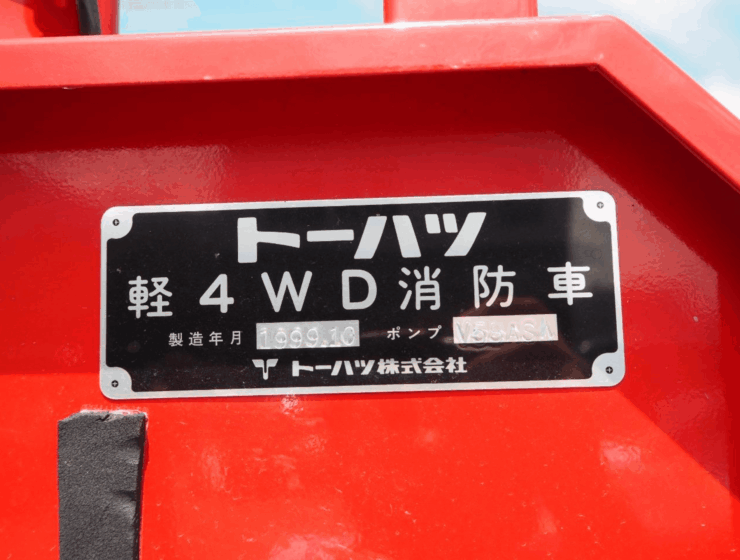 トーハツ
軽4WD消防車
製造年月 1999.10 ポンプ
トーハツ株式会社